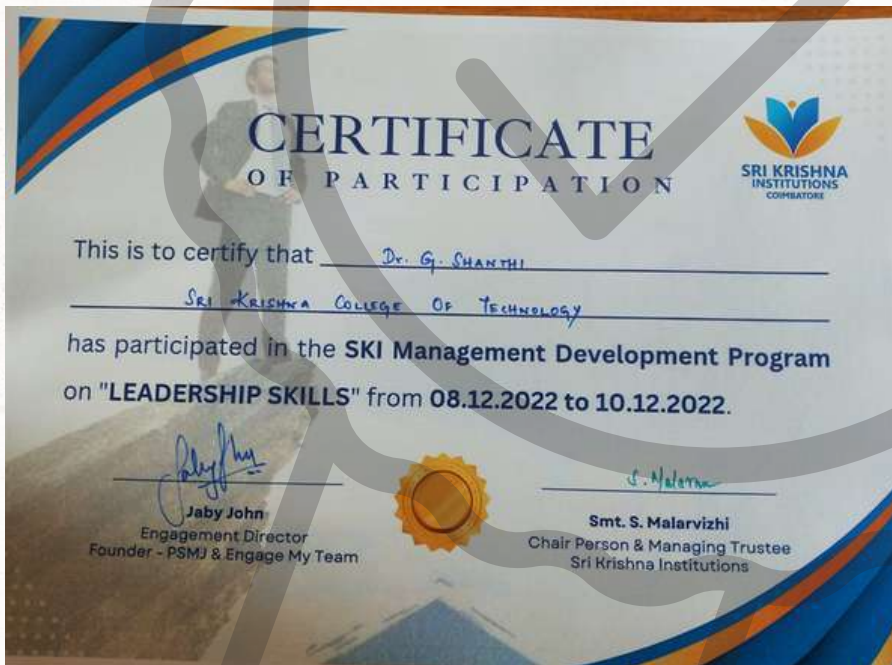 CERTIFICATE
OF PARTICIPATION
SRI KRISHNA
INSTITUTIONS
COIMBATORE
This is to certify that Dr. G. SHANTHI
SRI KRISHNA COLLEGE OF TECHNOLOGY
has participated in the SKI Management Development Program
on "LEADERSHIP SKILLS" from 08.12.2022 to 10.12.2022.
Jaby John
Engagement Director
Founder - PSMJ & Engage My Team
S. Malarvizhi
Smt. S. Malarvizhi
Chair Person & Managing Trustee
Sri Krishna Institutions